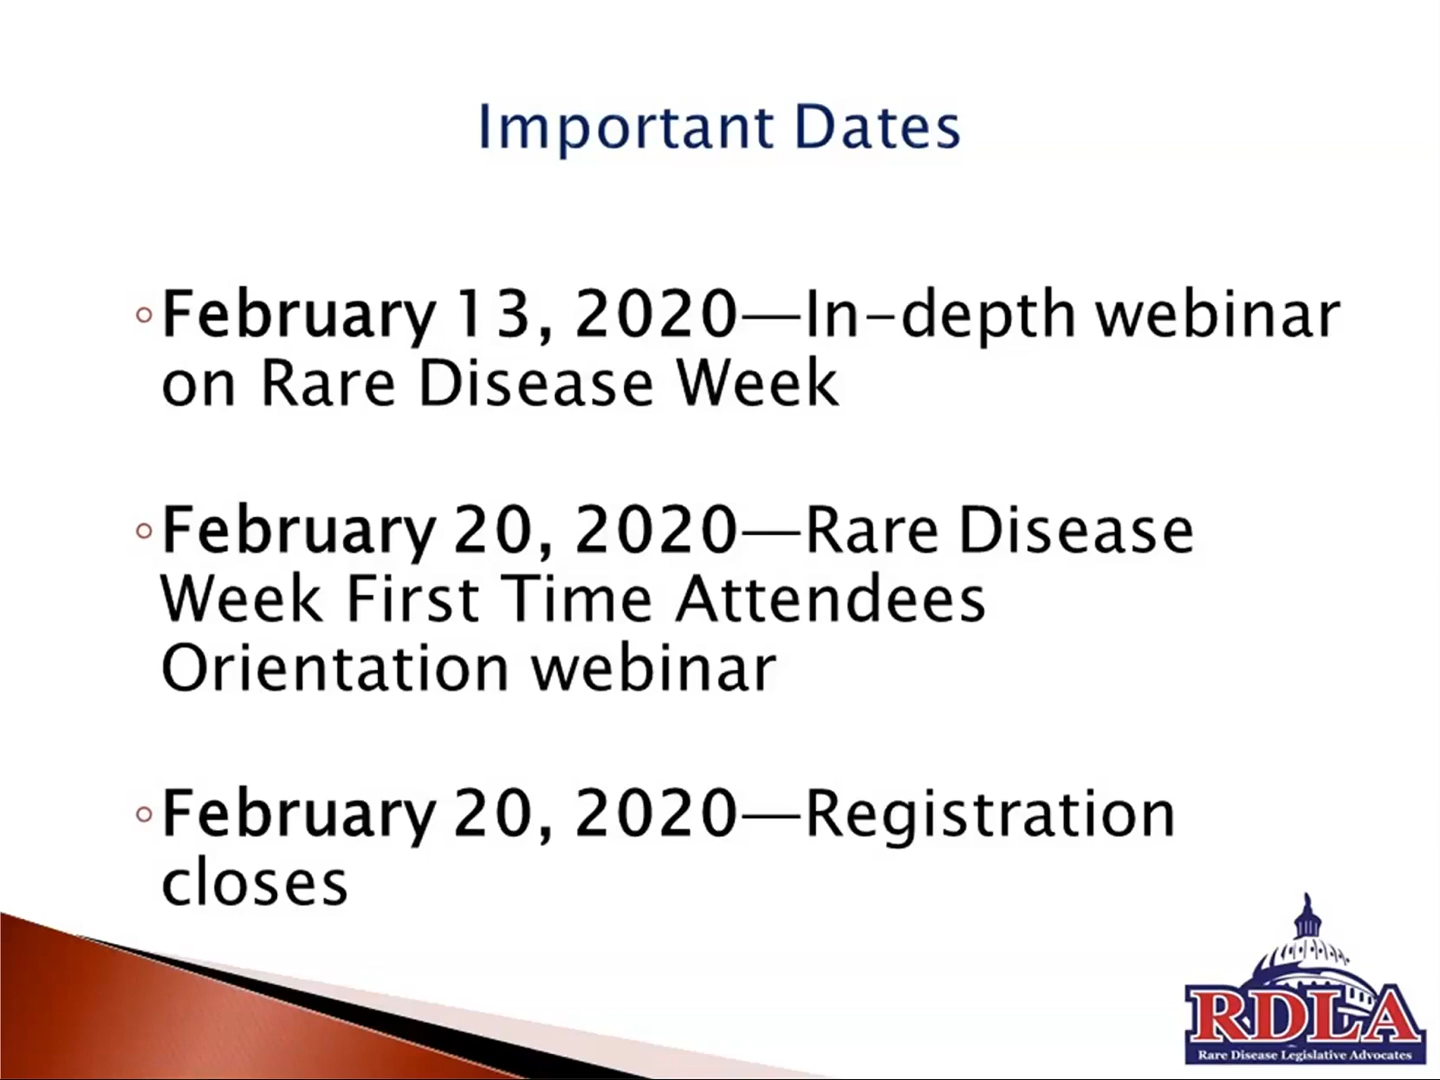 Important Dates
◦February 13, 2020—In-depth webinar
on Rare Disease Week
◦February 20, 2020—Rare Disease
Week First Time Attendees
Orientation webinar
◦February 20, 2020—Registration
closes
RDLA
Rare Disease Legislative Advocates